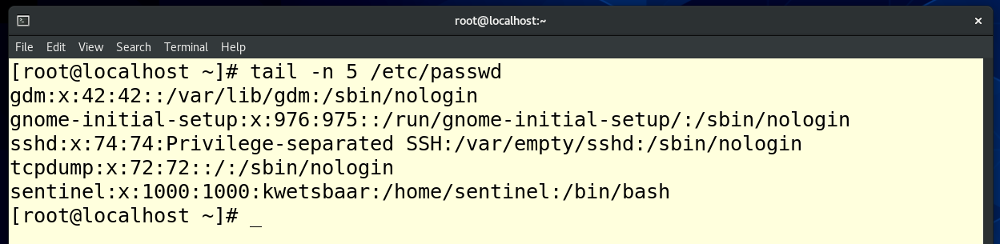 root@localhost:~
File Edit View Search Terminal Help
[root@localhost ~]# tail -n 5 /etc/passwd
gdm:x:42:42::/var/lib/gdm:/sbin/nologin
gnome-initial-setup:x:976:975::/run/gnome-initial-setup/:/sbin/nologin
sshd:x:74:74:Privilege-separated SSH:/var/empty/sshd:/sbin/nologin
tcpdump:x:72:72::/:/sbin/nologin
sentinel:x:1000:1000:kwetsbaar:/home/sentinel:/bin/bash
[root@localhost ~]# _